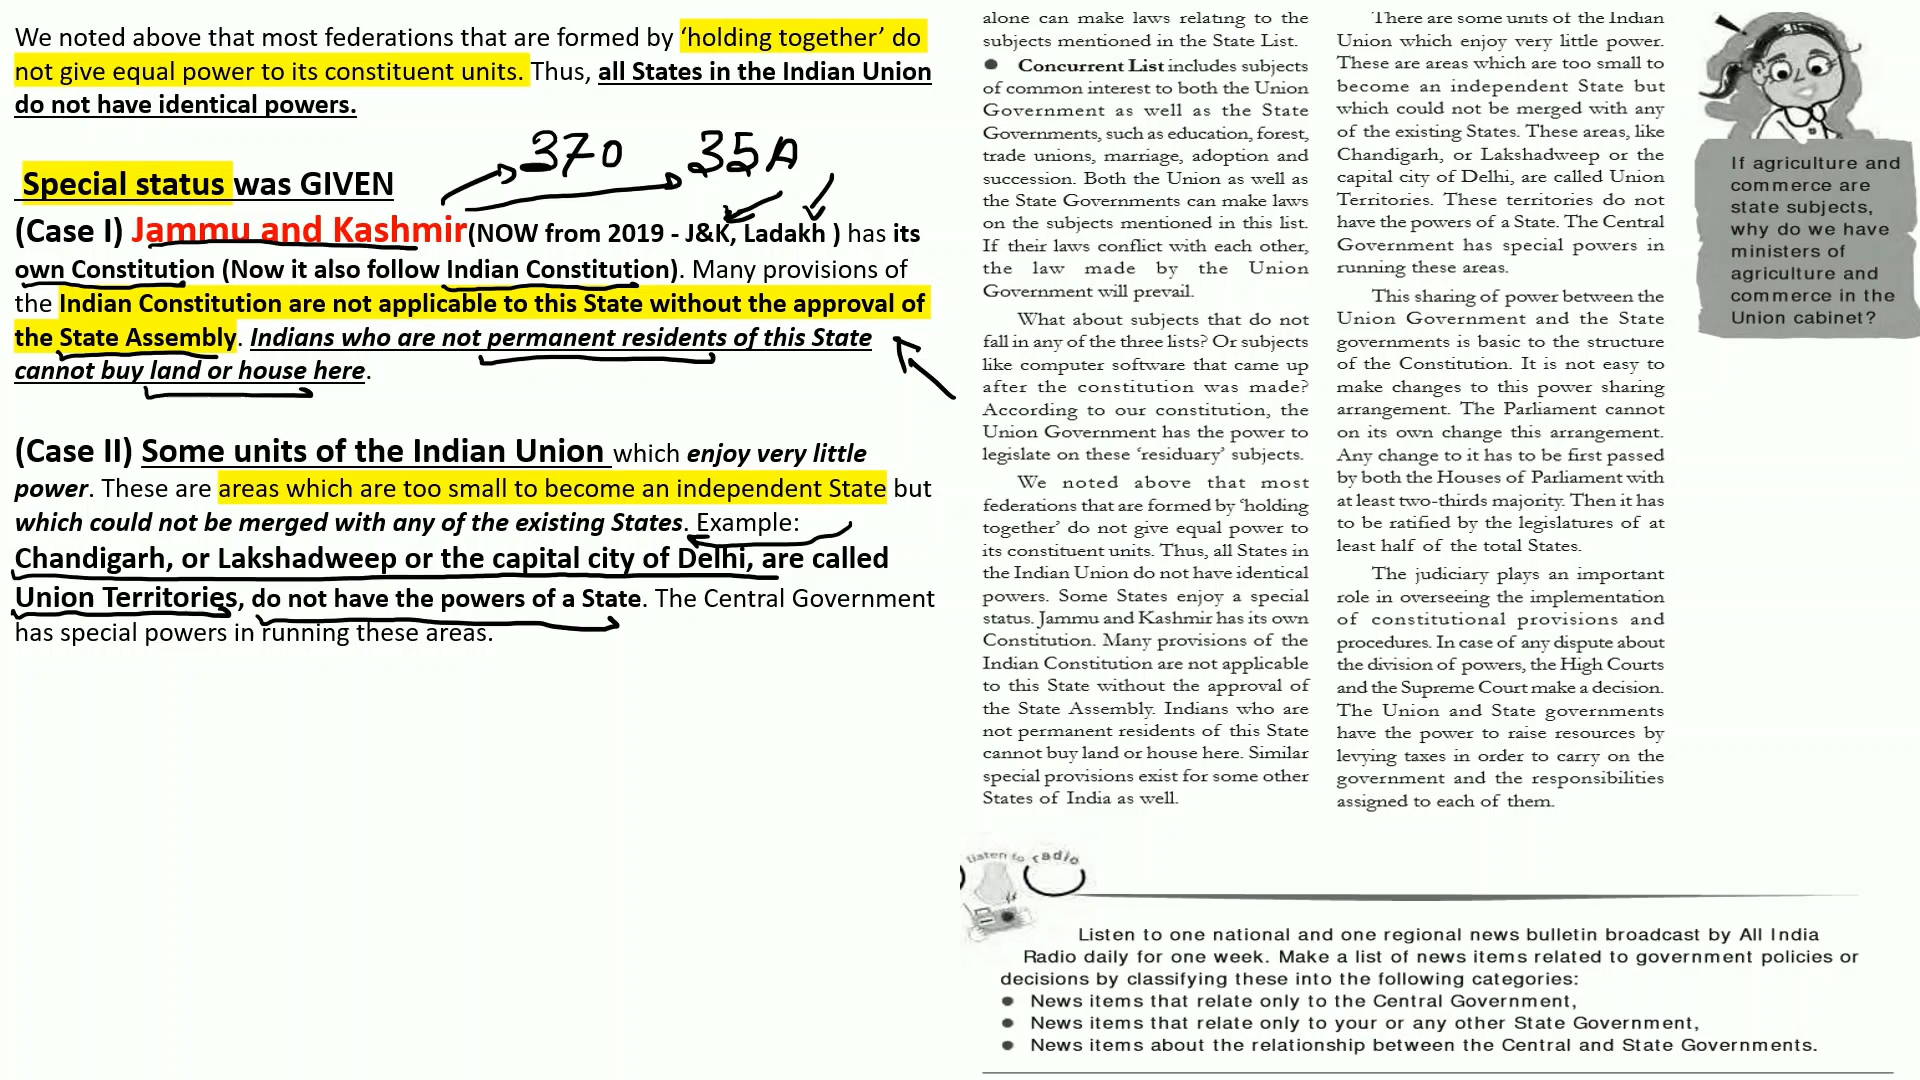 We noted above that most federations that are formed by ‘holding together’ do
not give equal power to its constituent units. Thus, all States in the Indian Union
do not have identical powers.
370 35A
Special status was GIVEN
(Case I) Jammu and Kashmir(NOW from 2019 - J&K, Ladakh ) has its
own Constitution (Now it also follow Indian Constitution). Many provisions of
the Indian Constitution are not applicable to this State without the approval of
the State Assembly. Indians who are not permanent residents of this State
cannot buy land or house here.
(Case II) Some units of the Indian Union which enjoy very little
power. These are areas which are too small to become an independent State but
which could not be merged with any of the existing States. Example:
Chandigarh, or Lakshadweep or the capital city of Delhi, are called
Union Territories, do not have the powers of a State. The Central Government
has special powers in running these areas.
alone can make laws relating to the
subjects mentioned in the State List.
● Concurrent List includes subjects
of common interest to both the Union
Government as well as the State
Governments, such as education, forest,
trade unions, marriage, adoption and
succession. Both the Union as well as
the State Governments can make laws
on the subjects mentioned in this list.
If their laws conflict with each other,
the law made by the Union
Government will prevail.
What about subjects that do not
fall in any of the three lists? Or subjects
like computer software that came up
after the constitution was made?
According to our constitution, the
Union Government has the power to
legislate on these ‘residuary’ subjects.
We noted above that most
federations that are formed by ‘holding
together’ do not give equal power to
its constituent units. Thus, all States in
the Indian Union do not have identical
powers. Some States enjoy a special
status. Jammu and Kashmir has its own
Constitution. Many provisions of the
Indian Constitution are not applicable
to this State without the approval of
the State Assembly. Indians who are
not permanent residents of this State
cannot buy land or house here. Similar
special provisions exist for some other
States of India as well.
There are some units of the Indian
Union which enjoy very little power.
These are areas which are too small to
become an independent State but
which could not be merged with any
of the existing States. These areas, like
Chandigarh, or Lakshadweep or the
capital city of Delhi, are called Union
Territories. These territories do not
have the powers of a State. The Central
Government has special powers in
running these areas.
This sharing of power between the
Union Government and the State
governments is basic to the structure
of the Constitution. It is not easy to
make changes to this power sharing
arrangement. The Parliament cannot
on its own change this arrangement.
Any change to it has to be first passed
by both the Houses of Parliament with
at least two-thirds majority. Then it has
to be ratified by the legislatures of at
least half of the total States.
The judiciary plays an important
role in overseeing the implementation
of constitutional provisions and
procedures. In case of any dispute about
the division of powers, the High Courts
and the Supreme Court make a decision.
The Union and State governments
have the power to raise resources by
levying taxes in order to carry on the
government and the responsibilities
assigned to each of them.
If agriculture and
commerce are
state subjects,
why do we have
ministers of
agriculture and
commerce in the
Union cabinet?
listen to radio
Listen to one national and one regional news bulletin broadcast by All India
Radio daily for one week. Make a list of news items related to government policies or
decisions by classifying these into the following categories:
● News items that relate only to the Central Government,
● News items that relate only to your or any other State Government,
● News items about the relationship between the Central and State Governments.